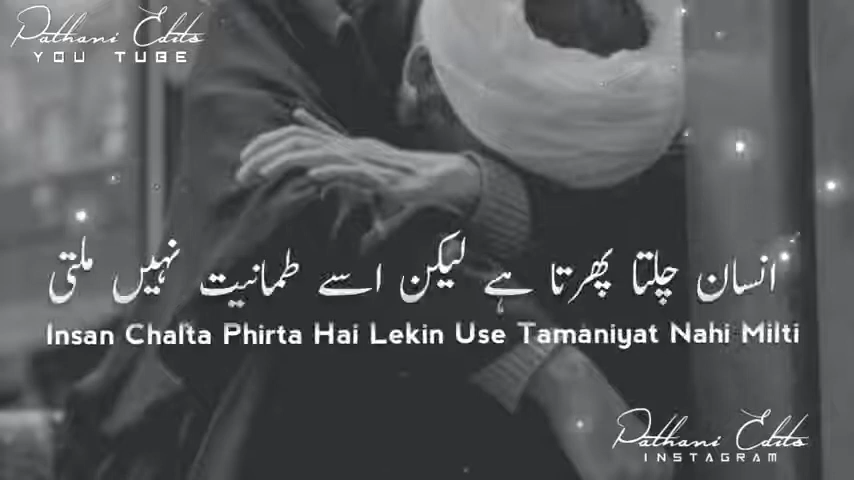 Pathani Edits
YOU TUBE
انسان چلتا پھرتا ہے لیکن اسے طمانیت نہیں ملتی
Insan Chalta Phirta Hai Lekin Use Tamaniyat Nahi Milti
Pathani Edits
INSTAGRAM